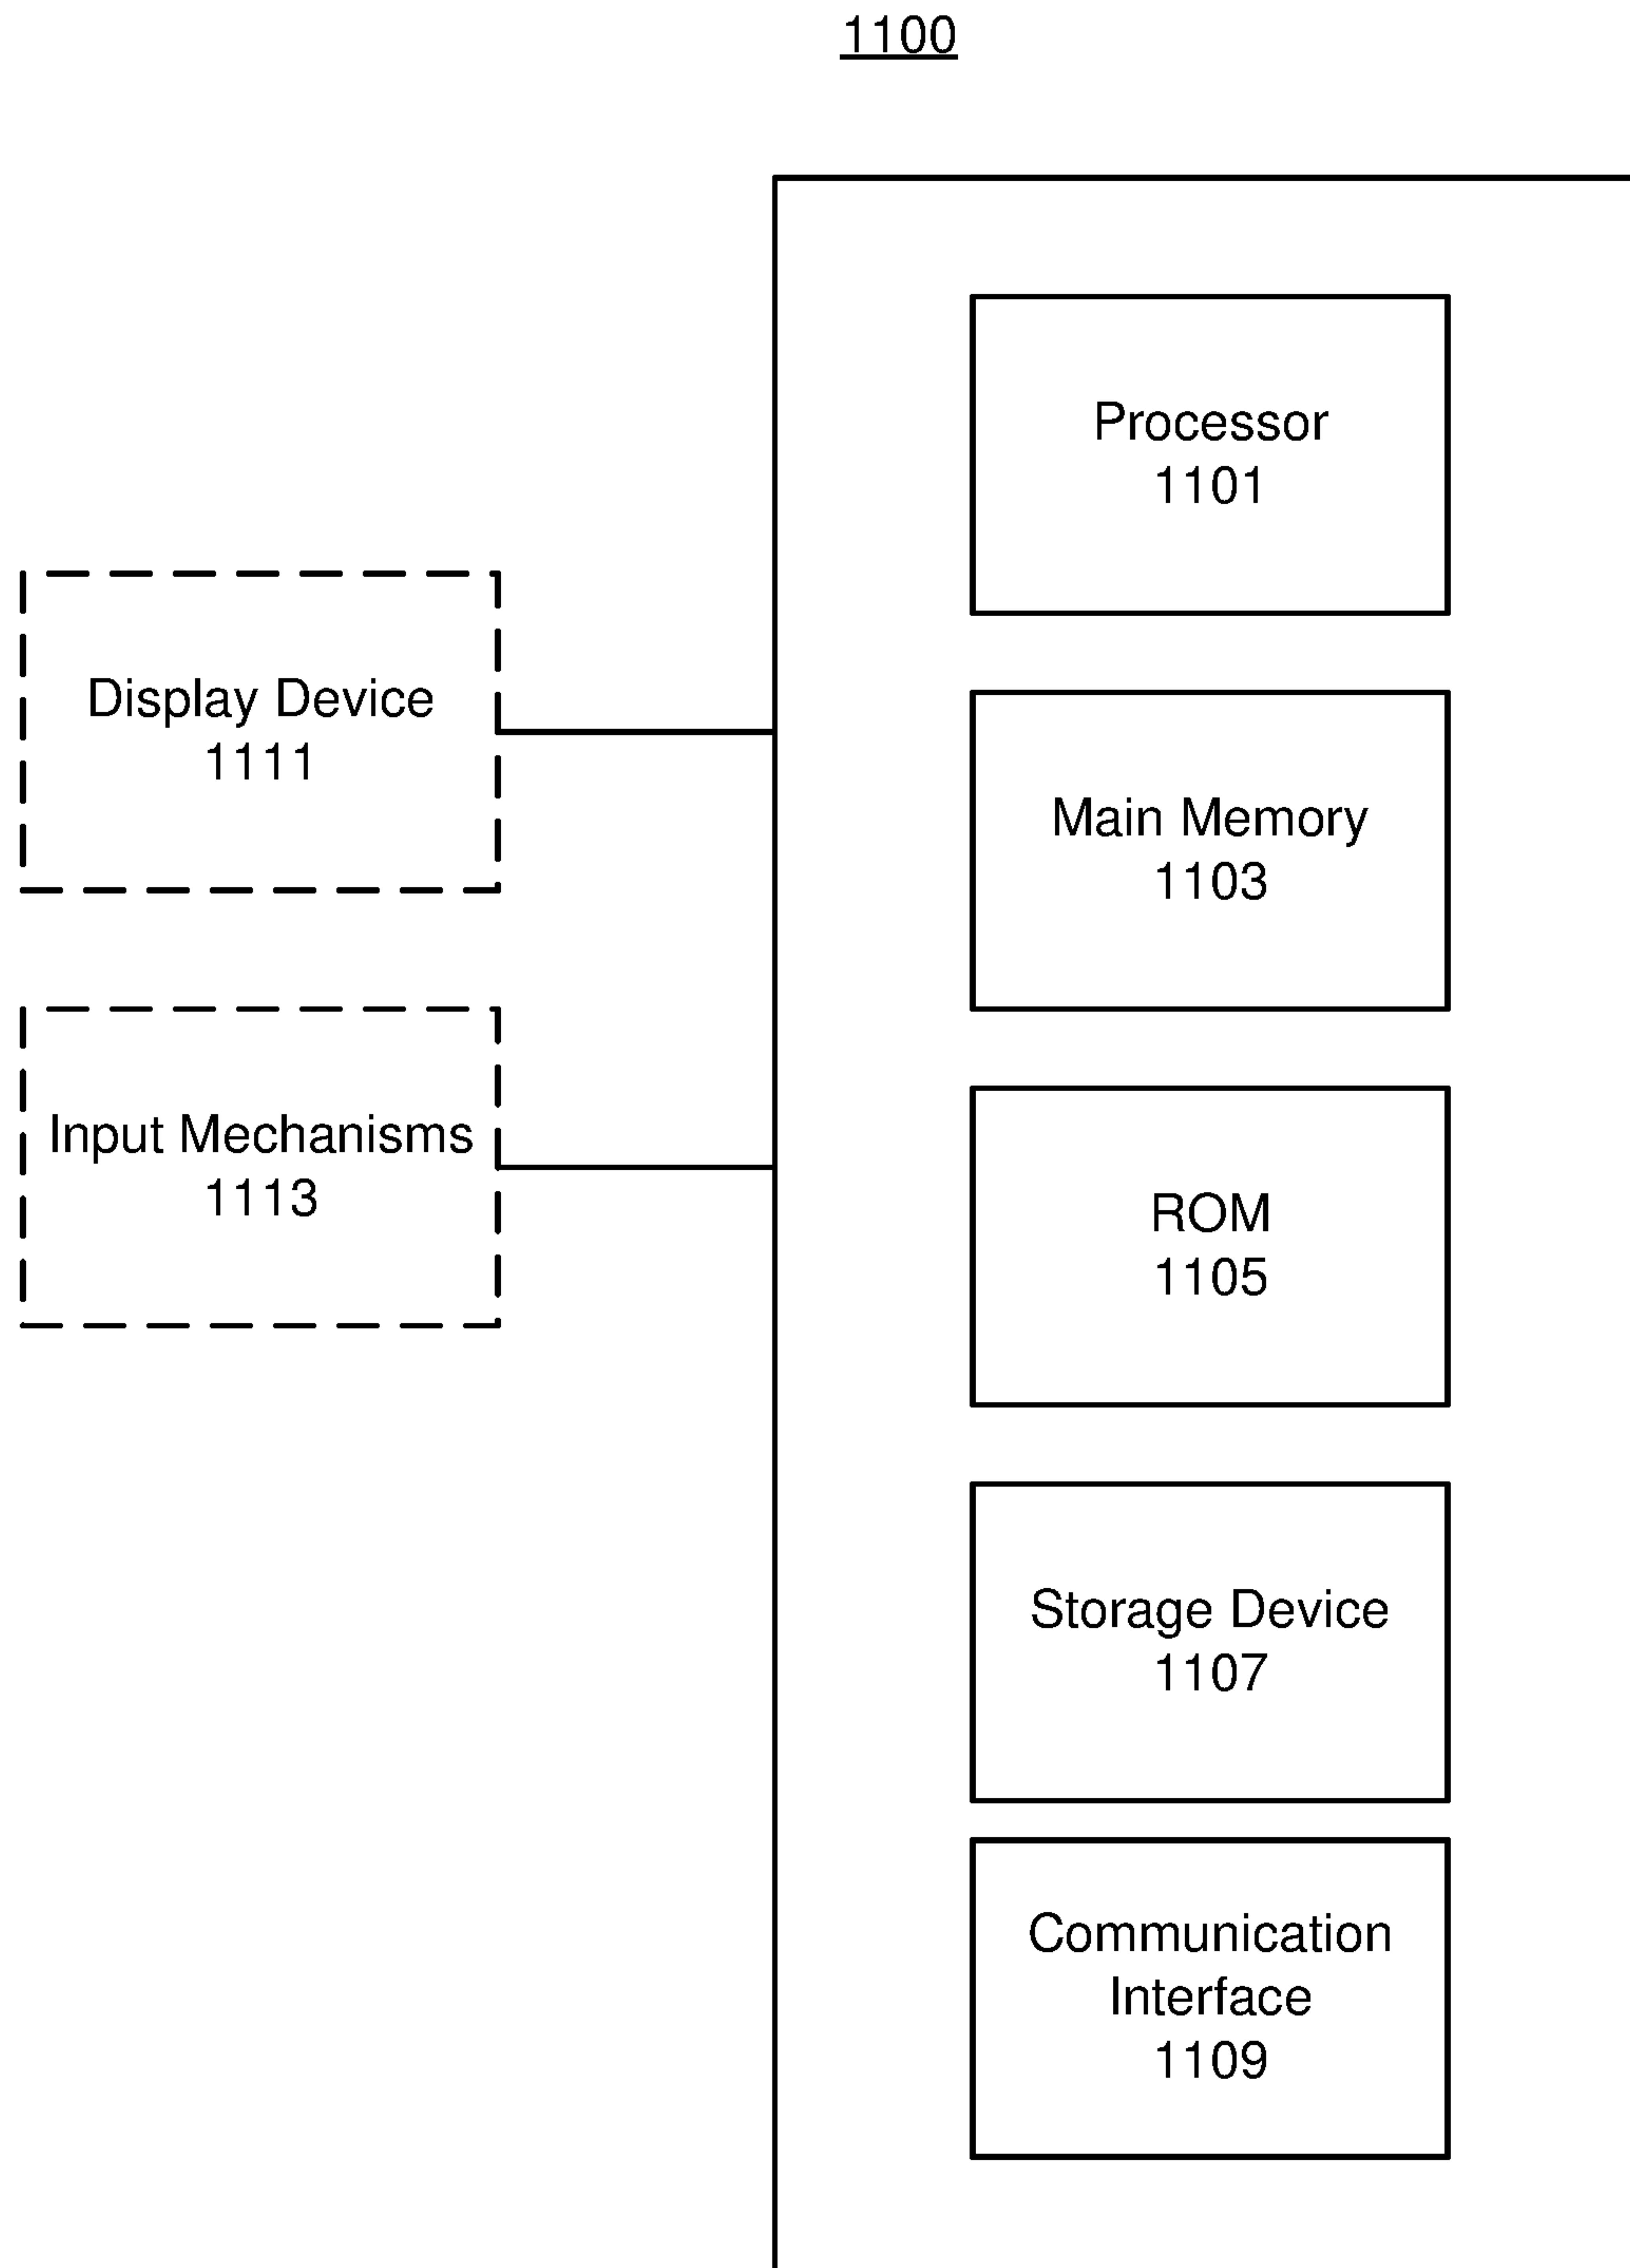 1100
Processor
1101
Display Device
1111
Main Memory
1103
Input Mechanisms
1113
ROM
1105
Storage Device
1107
Communication
Interface
1109